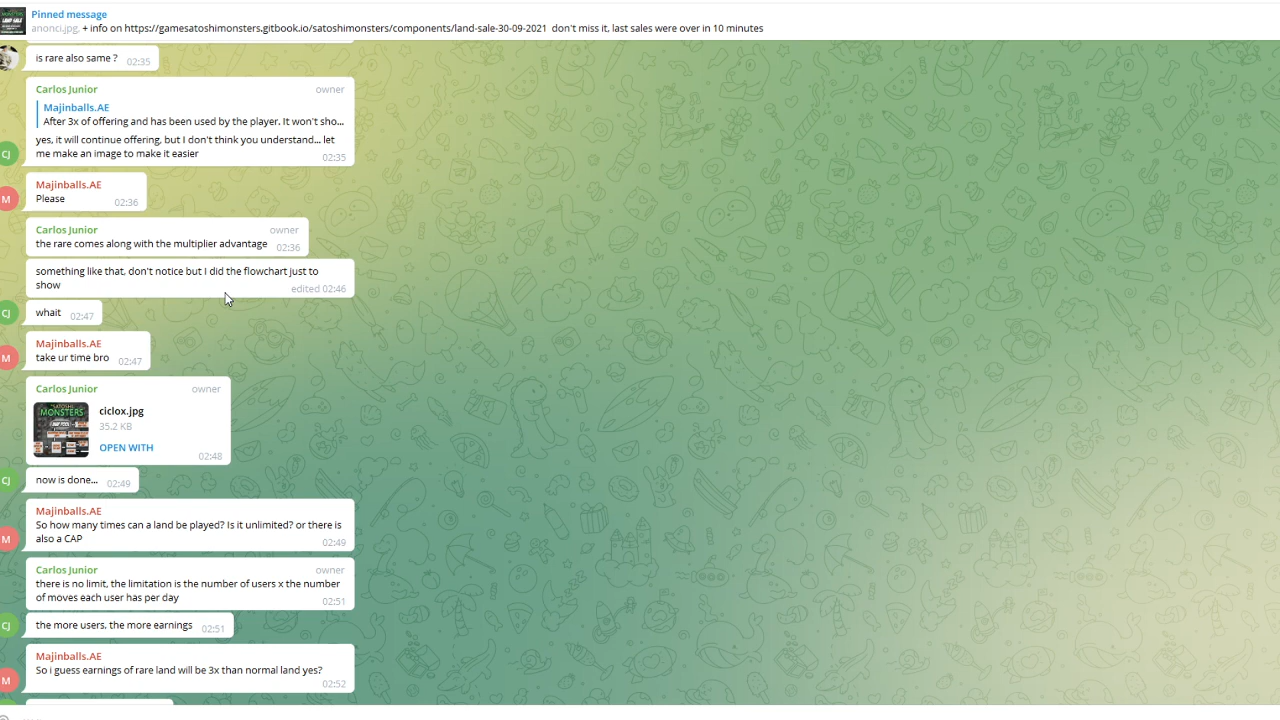 Pinned message
anonci.jpg, + info on https://gamesatoshimonsters.gitbook.io/satoshimonsters/components/land-sale-30-09-2021 don't miss it, last sales were over in 10 minutes
is rare also same ? 02:35
Carlos Junior owner
Majinballs.AE
After 3x of offering and has been used by the player. It won't sho...
yes, it will continue offering, but I don't think you understand... let
me make an image to make it easier 02:35
CJ
Majinballs.AE
Please 02:36
M
Carlos Junior owner
the rare comes along with the multiplier advantage 02:36
something like that, don't notice but I did the flowchart just to
show edited 02:46
whait 02:47
CJ
Majinballs.AE
take ur time bro 02:47
M
Carlos Junior owner
MONSTERS
ciclox.jpg
35.2 KB
OPEN WITH
02:48
now is done... 02:49
CJ
Majinballs.AE
So how many times can a land be played? Is it unlimited? or there is
also a CAP 02:49
M
Carlos Junior owner
there is no limit, the limitation is the number of users x the number
of moves each user has per day 02:51
the more users, the more earnings 02:51
CJ
Majinballs.AE
So i guess earnings of rare land will be 3x than normal land yes?
02:52
M